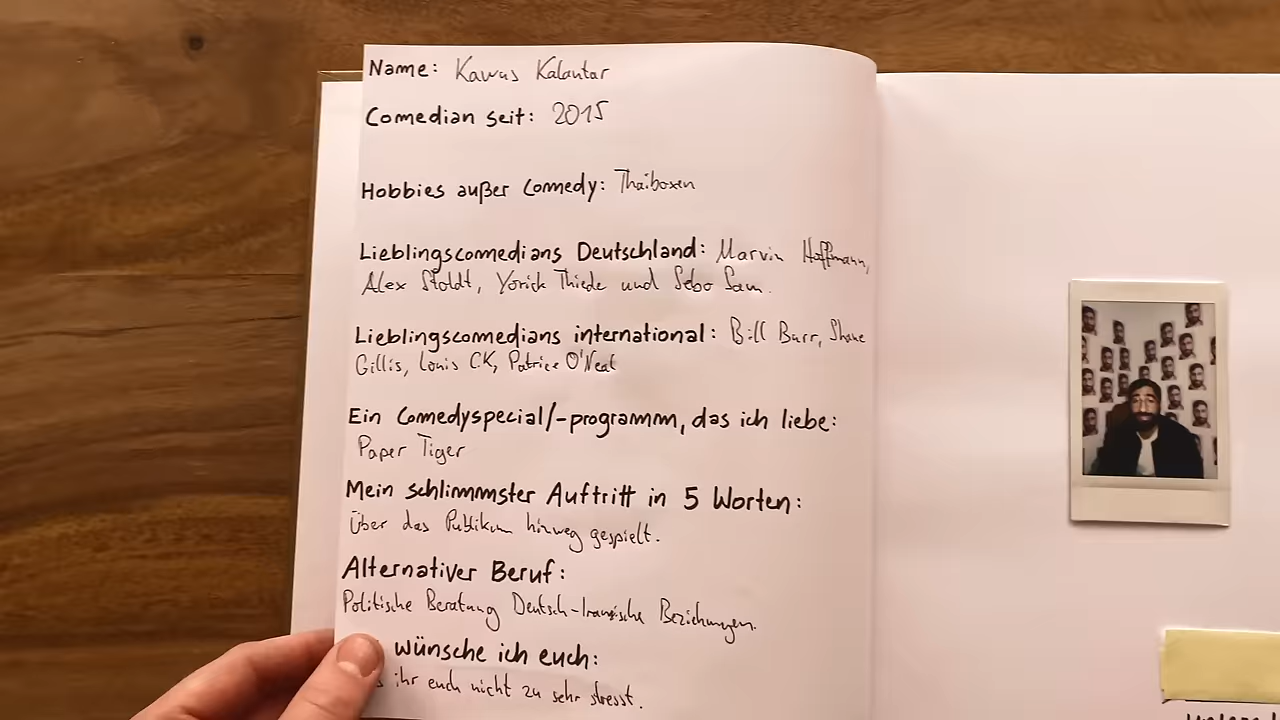 Name: Kawus Kalantar
Comedian seit: 2015
Hobbies außer Comedy: Thaiboxen
Lieblingscomedians Deutschland: Marvin Hoffmann,
Alex Stoldt, Yorick Thiede und Sebo Sam.
Lieblingscomedians international: Bill Burr, Shane
Gillis, Louis CK, Patrice O'Neal
Ein Comedyspecial/-programm, das ich liebe:
Paper Tiger
Mein schlimmster Auftritt in 5 Worten:
Über das Publikum hinweg gespielt.
Alternativer Beruf:
Politische Beratung Deutsch-Iranische Beziehungen.
wünsche ich euch:
ihr euch nicht zu sehr stresst.